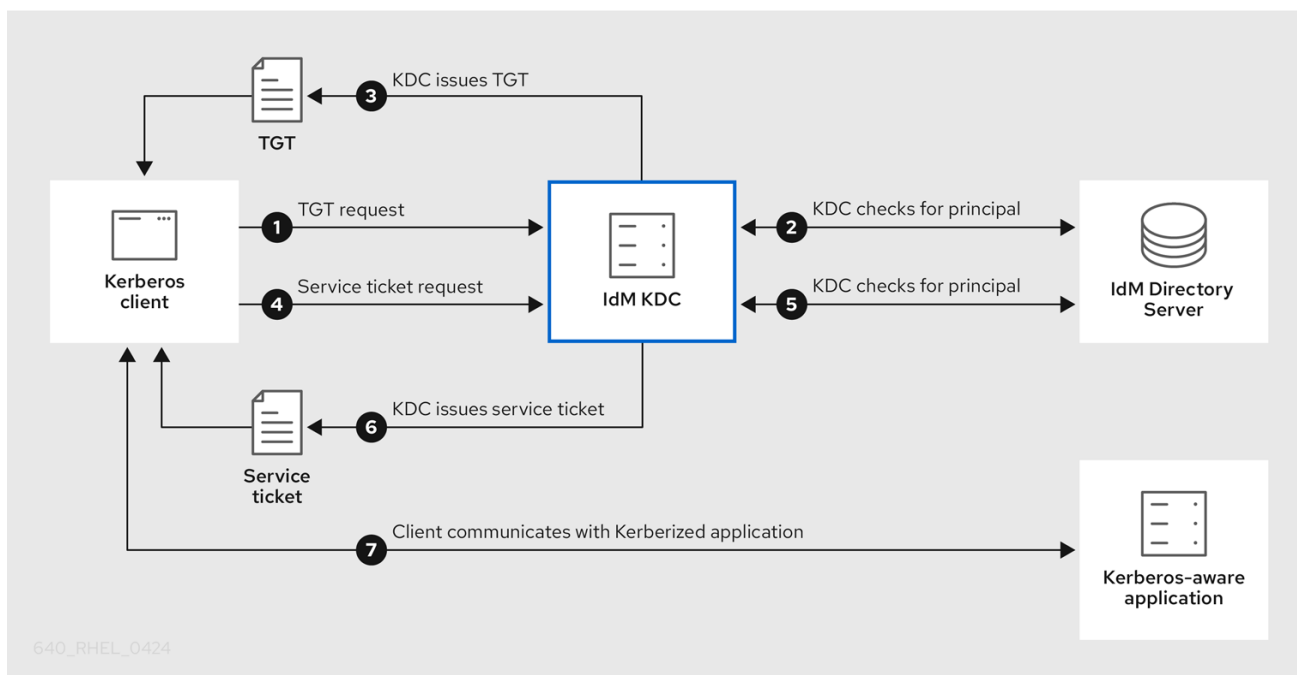 3 KDC issues TGT
TGT
1 TGT request
2 KDC checks for principal
Kerberos
client
4 Service ticket request
IdM KDC
5 KDC checks for principal
IdM Directory
Server
6 KDC issues service ticket
Service
ticket
7 Client communicates with Kerberized application
Kerberos-aware
application
640_RHEL_0424